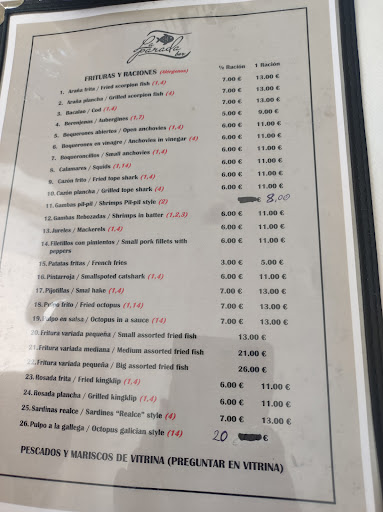 La
Pesada
FRITURAS Y RACIONES (Alérgenos) ½ Ración 1 Ración
1. Araña frito / Fried scorpion fish (1,4) 7.00 € 13.00 €
2. Araña plancha / Grilled scorpion fish (4) 7.00 € 13.00 €
3. Bacalao / Cod (1,4) 7.00 € 13.00 €
4. Berenjenas / Aubergines (1,7) 5.00 € 9.00 €
5. Boquerones abiertos / Open anchovies (1,4) 6.00 € 11.00 €
6. Boquerones en vinagre / Anchovies in vinegar (4) 6.00 € 11.00 €
7. Boqueroncillos / Small anchovies (1,4) 6.00 € 11.00 €
8. Calamares / Squids (1,14) 7.00 € 13.00 €
9. Cazón frito / Fried tope shark (1,4) 6.00 € 11.00 €
10. Cazón plancha / Grilled tope shark (4) 6.00 € 11.00 €
11. Gambas pil-pil / Shrimps Pil-pil style (2) € 8,00
12. Gambas Rebozadas / Shrimps in batter (1,2,3) 6.00 € 11.00 €
13. Jureles / Mackerels (1,4) 6.00 € 11.00 €
14. Filetillos con pimientos / Small pork fillets with 6.00 € 11.00 €
peppers
15. Patatas fritas / French fries 3.00 € 5.00 €
16. Pintarroja / Smallspotted catshark (1,4) 6.00 € 11.00 €
17. Pijotillas / Smal hake (1,4) 7.00 € 13.00 €
18. Pulpo frito / Fried octopus (1,14) 7.00 € 13.00 €
19. Pulpo en salsa / Octopus in a sauce (14) 7.00 € 13.00 €
20. Fritura variada pequeña / Small assorted fried fish 13.00 €
21. Fritura variada mediana / Medium assorted fried fish 21.00 €
22. Fritura variada pequeña / Big assorted fried fish 26.00 €
23. Rosada frita / Fried kingklip (1,4) 6.00 € 11.00 €
24. Rosada plancha / Grilled kingklip (1,4) 6.00 € 11.00 €
25. Sardinas realce / Sardines "Realce" style (4) 7.00 € 13.00 €
26. Pulpo a la gallega / Octopus galician style (14) 20 €
PESCADOS Y MARISCOS DE VITRINA (PREGUNTAR EN VITRINA)